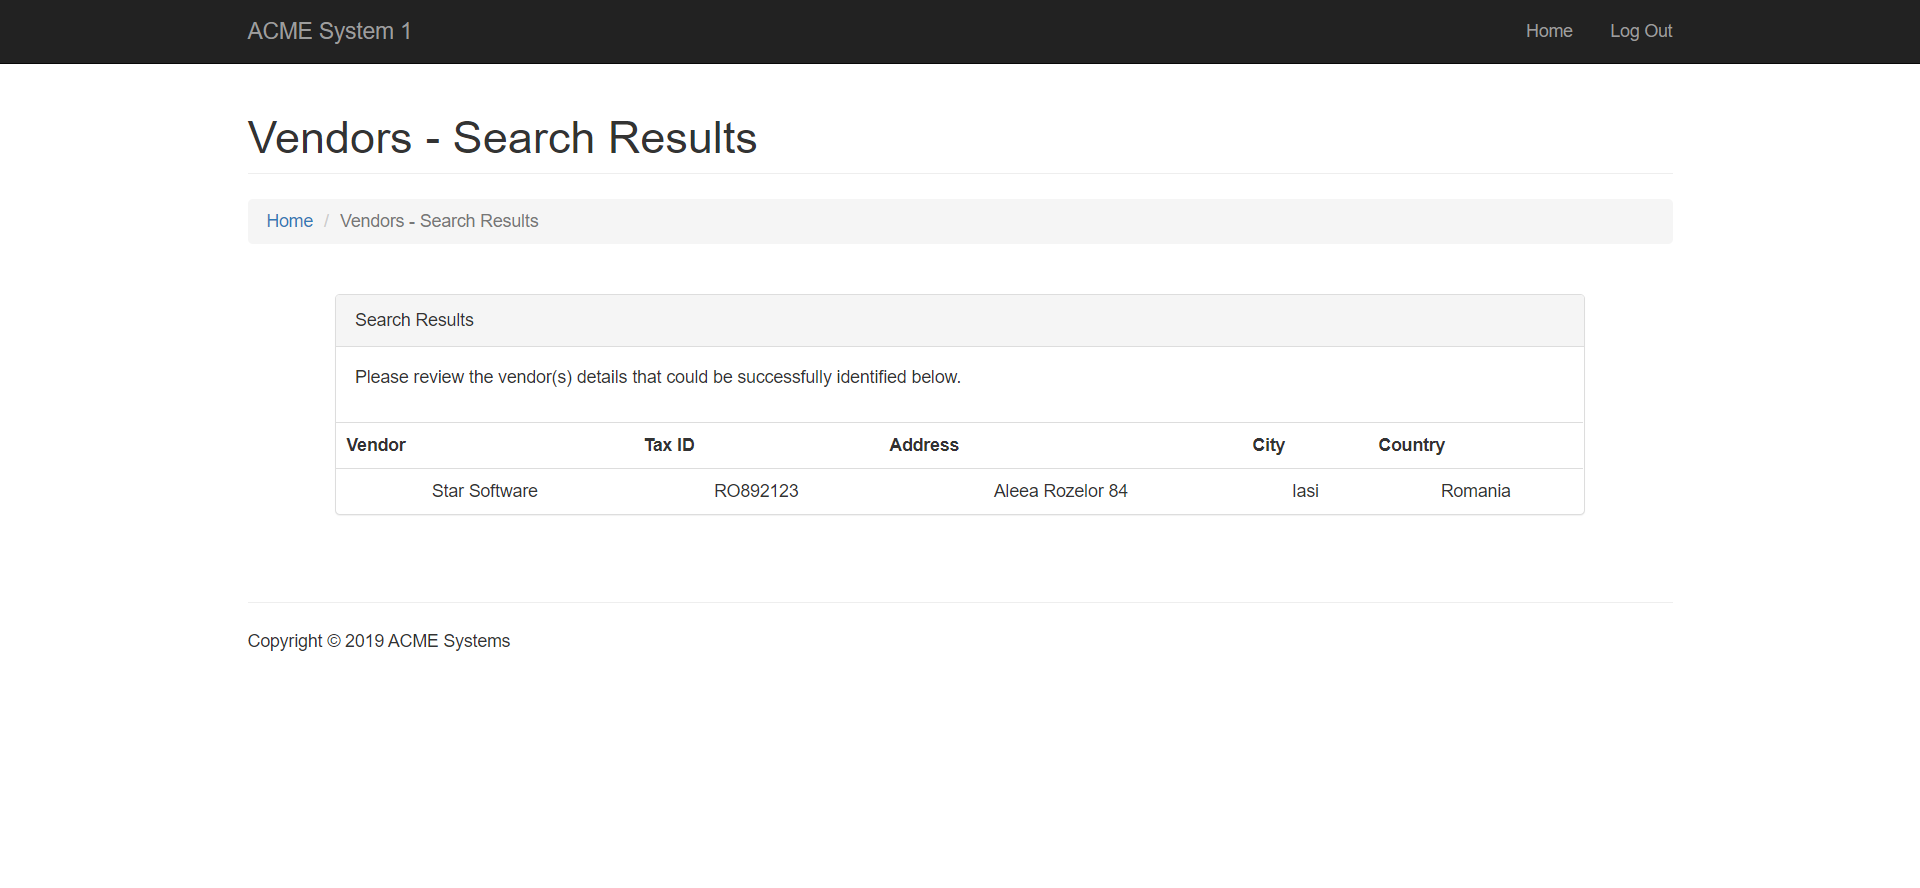 ACME System 1 Home Log Out
Vendors - Search Results
Home / Vendors - Search Results
Search Results
Please review the vendor(s) details that could be successfully identified below.
Vendor Tax ID Address City Country
Star Software RO892123 Aleea Rozelor 84 Iasi Romania
Copyright © 2019 ACME Systems